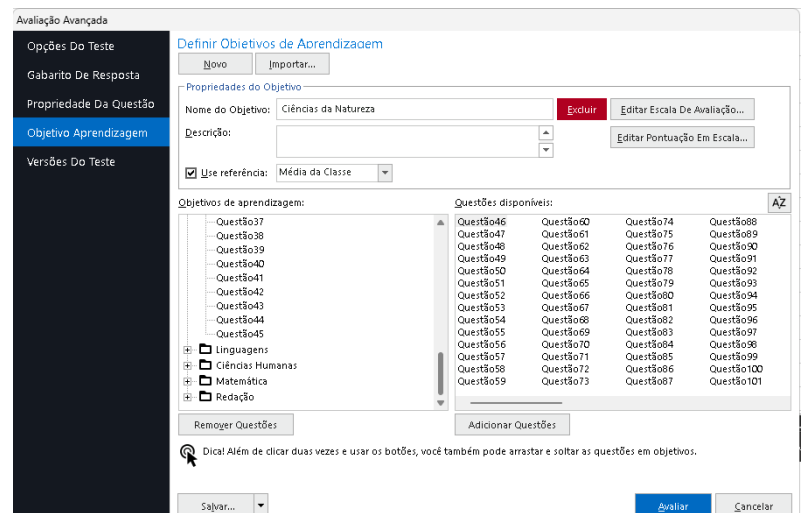 Avaliação Avançada
Opções Do Teste
Gabarito De Resposta
Propriedade Da Questão
Objetivo Aprendizagem
Versões Do Teste
Definir Objetivos de Aprendizagem
Novo
Importar...
Propriedades do Objetivo
Nome do Objetivo: Ciências da Natureza
Excluir
Editar Escala De Avaliação...
Descrição:
Editar Pontuação Em Escala...
Use referência: Média da Classe
Objetivos de aprendizagem:
Questão37
Questão38
Questão39
Questão40
Questão41
Questão42
Questão43
Questão44
Questão45
Linguagens
Ciências Humanas
Matemática
Redação
Remover Questões
Questões disponíveis:
AZ
Questão46 Questão60 Questão74 Questão88
Questão47 Questão61 Questão75 Questão89
Questão48 Questão62 Questão76 Questão90
Questão49 Questão63 Questão77 Questão91
Questão50 Questão64 Questão78 Questão92
Questão51 Questão65 Questão79 Questão93
Questão52 Questão66 Questão80 Questão94
Questão53 Questão67 Questão81 Questão95
Questão54 Questão68 Questão82 Questão96
Questão55 Questão69 Questão83 Questão97
Questão56 Questão70 Questão84 Questão98
Questão57 Questão71 Questão85 Questão99
Questão58 Questão72 Questão86 Questão100
Questão59 Questão73 Questão87 Questão101
Adicionar Questões
Dica! Além de clicar duas vezes e usar os botões, você também pode arrastar e soltar as questões em objetivos.
Salvar...
Avaliar
Cancelar